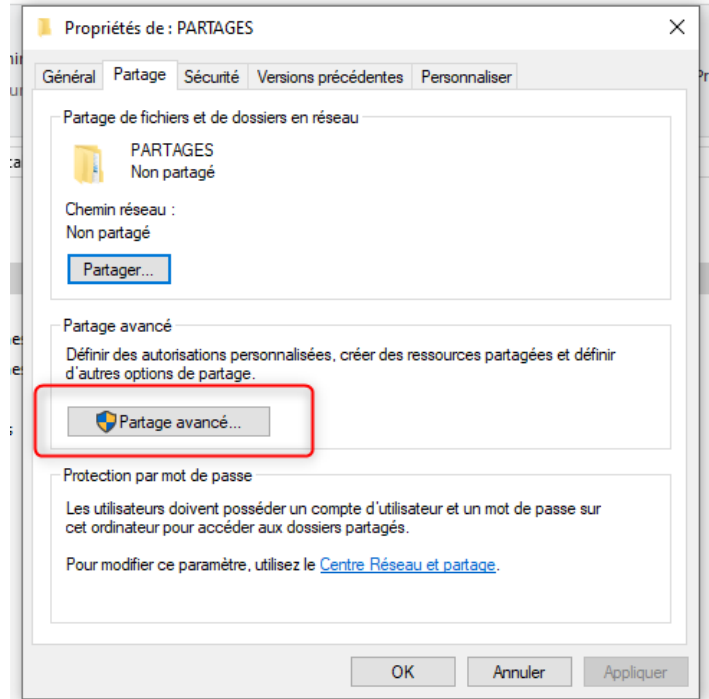 Propriétés de : PARTAGES
Général Partage Sécurité Versions précédentes Personnaliser
Partage de fichiers et de dossiers en réseau
PARTAGES
Non partagé
Chemin réseau :
Non partagé
Partager...
Partage avancé
Définir des autorisations personnalisées, créer des ressources partagées et définir
d'autres options de partage.
Partage avancé...
Protection par mot de passe
Les utilisateurs doivent posséder un compte d'utilisateur et un mot de passe sur
cet ordinateur pour accéder aux dossiers partagés.
Pour modifier ce paramètre, utilisez le Centre Réseau et partage.
OK Annuler Appliquer